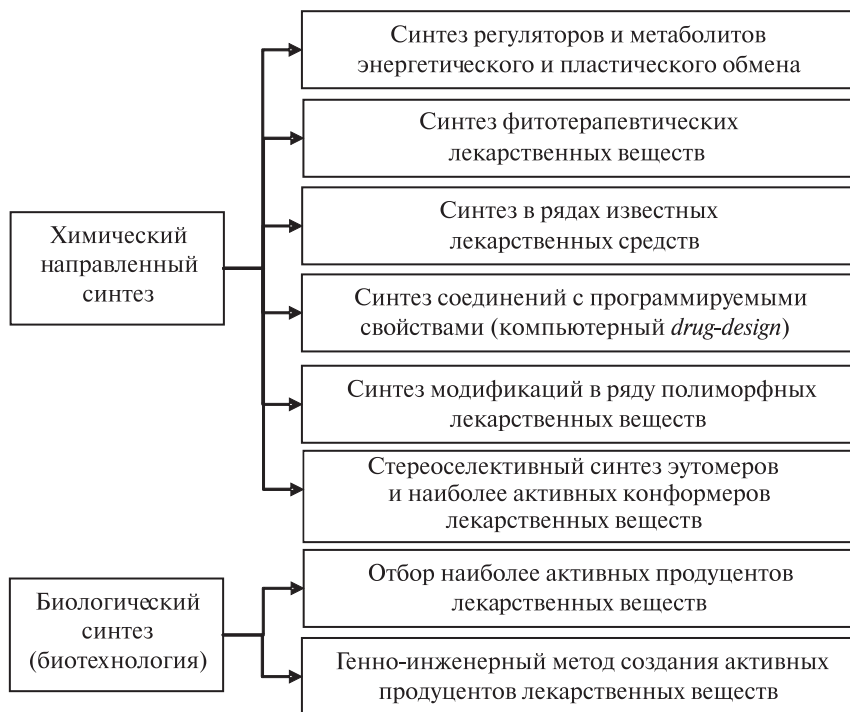 Синтез регуляторов и метаболитов
энергетического и пластического обмена
Синтез фитотерапевтических
лекарственных веществ
Химический
направленный
синтез
Синтез в рядах известных
лекарственных средств
Синтез соединений с программируемыми
свойствами (компьютерный drug-design)
Синтез модификаций в ряду полиморфных
лекарственных веществ
Стереоселективный синтез эутомеров
и наиболее активных конформеров
лекарственных веществ
Биологический
синтез
(биотехнология)
Отбор наиболее активных продуцентов
лекарственных веществ
Генно-инженерный метод создания активных
продуцентов лекарственных веществ